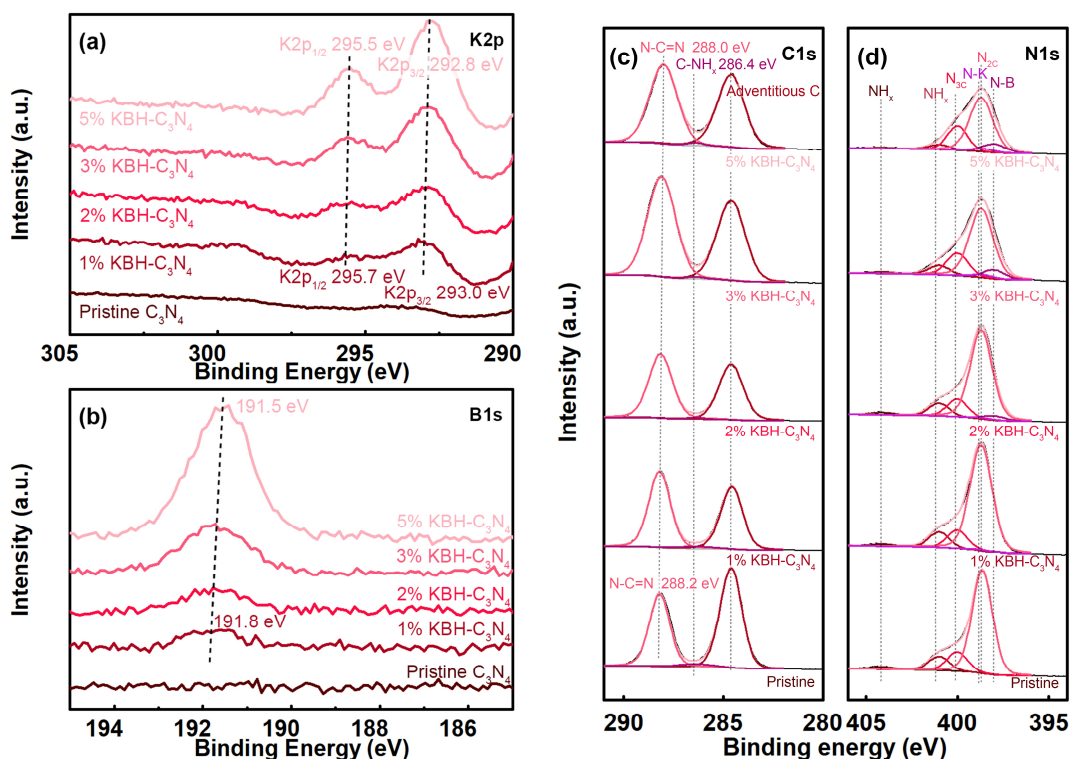 (a)
K2p
K2p1/2 295.5 eV
K2p3/2 292.8 eV
5% KBH-C3N4
3% KBH-C3N4
2% KBH-C3N4
1% KBH-C3N4
K2p1/2 295.7 eV
K2p3/2 293.0 eV
Pristine C3N4
305 300 295 290
Binding Energy (eV)
Intensity (a.u.)
(b)
B1s
191.5 eV
5% KBH-C3N4
3% KBH-C3N4
2% KBH-C3N4
191.8 eV
1% KBH-C3N4
Pristine C3N4
194 192 190 188 186
Binding Energy (eV)
Intensity (a.u.)
(c)
C1s
N-C=N 288.0 eV
C-NHx 286.4 eV
Adventitious C
5% KBH-C3N4
3% KBH-C3N4
2% KBH-C3N4
1% KBH-C3N4
N-C=N 288.2 eV
Pristine
290 285 280
Intensity (a.u.)
(d)
N1s
N2C
N-K
N3C
N-B
NHx
NHx
5% KBH-C3N4
3% KBH-C3N4
2% KBH-C3N4
1% KBH-C3N4
Pristine
405 400 395
Binding energy (eV)